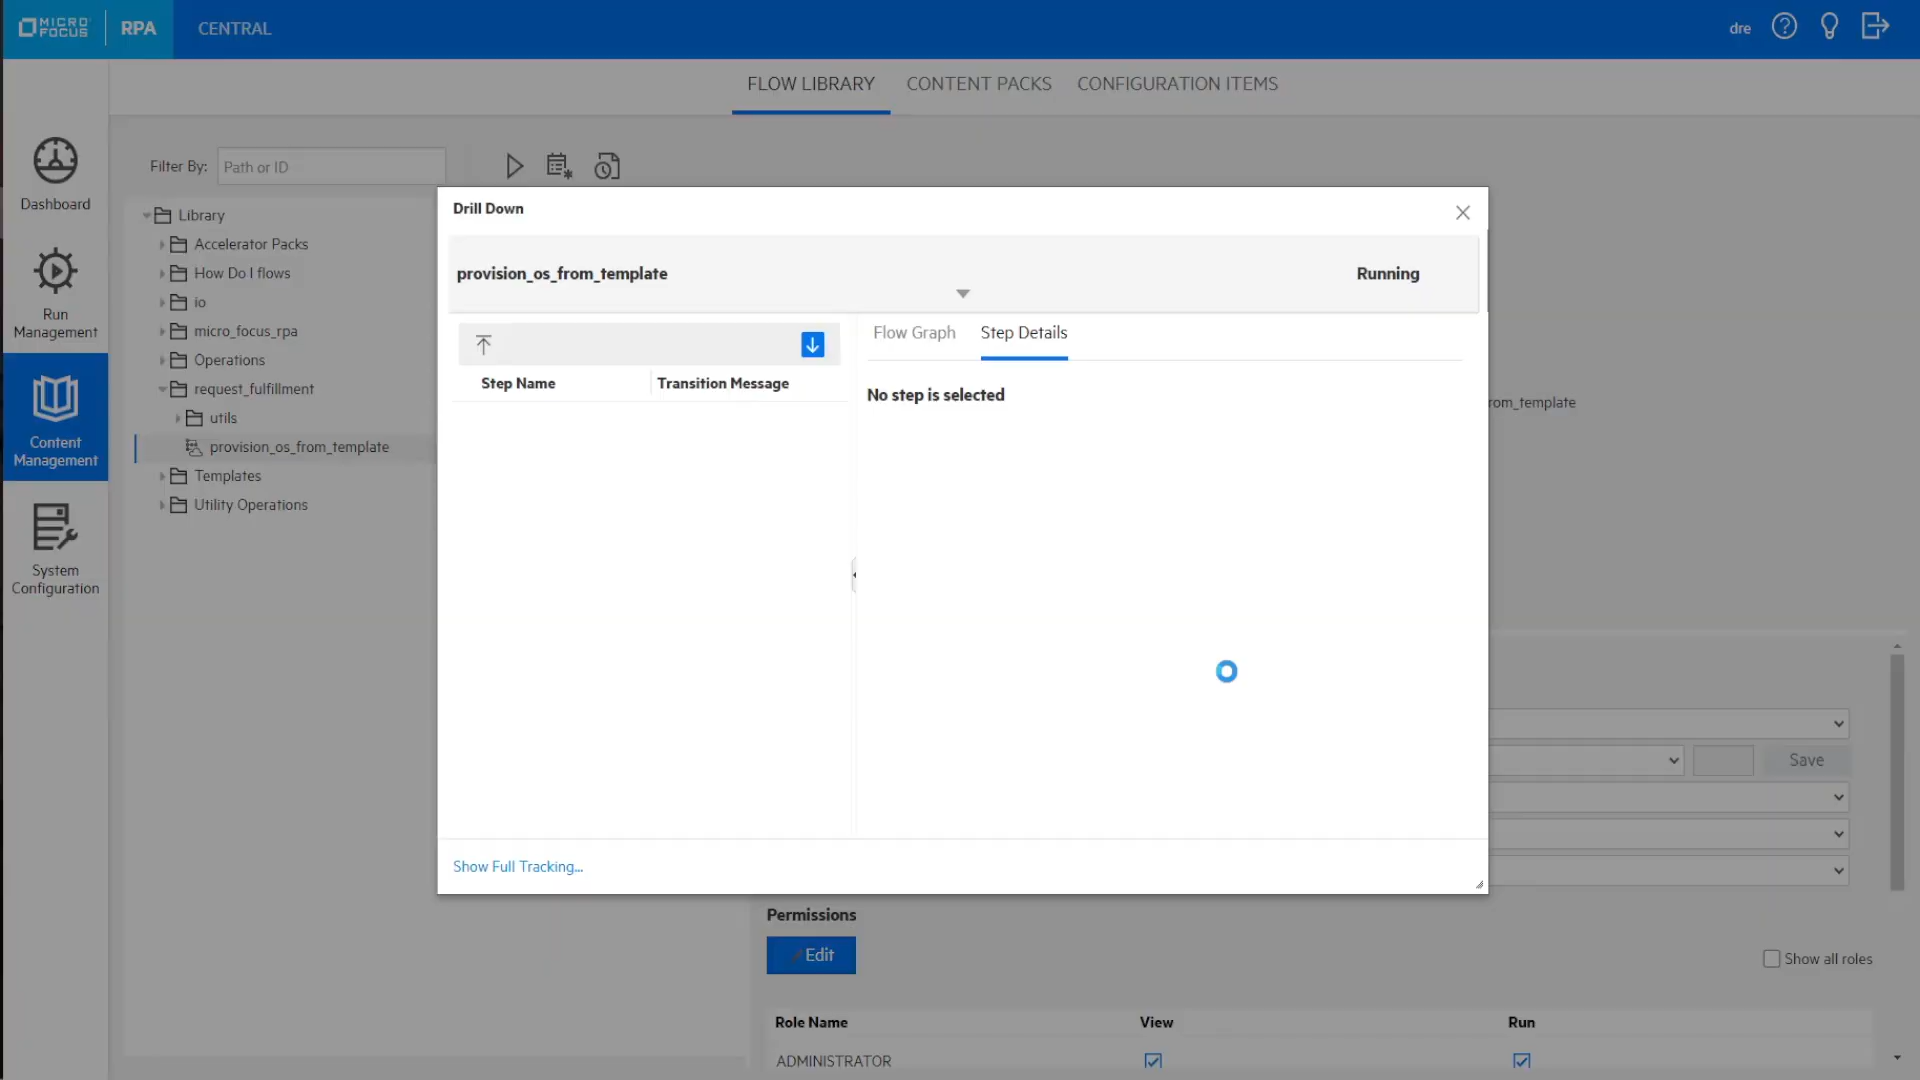 MICRO FOCUS
RPA
CENTRAL
dre
FLOW LIBRARY
CONTENT PACKS
CONFIGURATION ITEMS
Filter By:
Path or ID
Dashboard
Run
Management
Content
Management
System
Configuration
Library
Accelerator Packs
How Do I flows
io
micro_focus_rpa
Operations
request_fulfillment
utils
provision_os_from_template
Templates
Utility Operations
Drill Down
provision_os_from_template
Running
Flow Graph
Step Details
Step Name
Transition Message
No step is selected
Show Full Tracking...
rom_template
Save
Permissions
Edit
Show all roles
Role Name
View
Run
ADMINISTRATOR